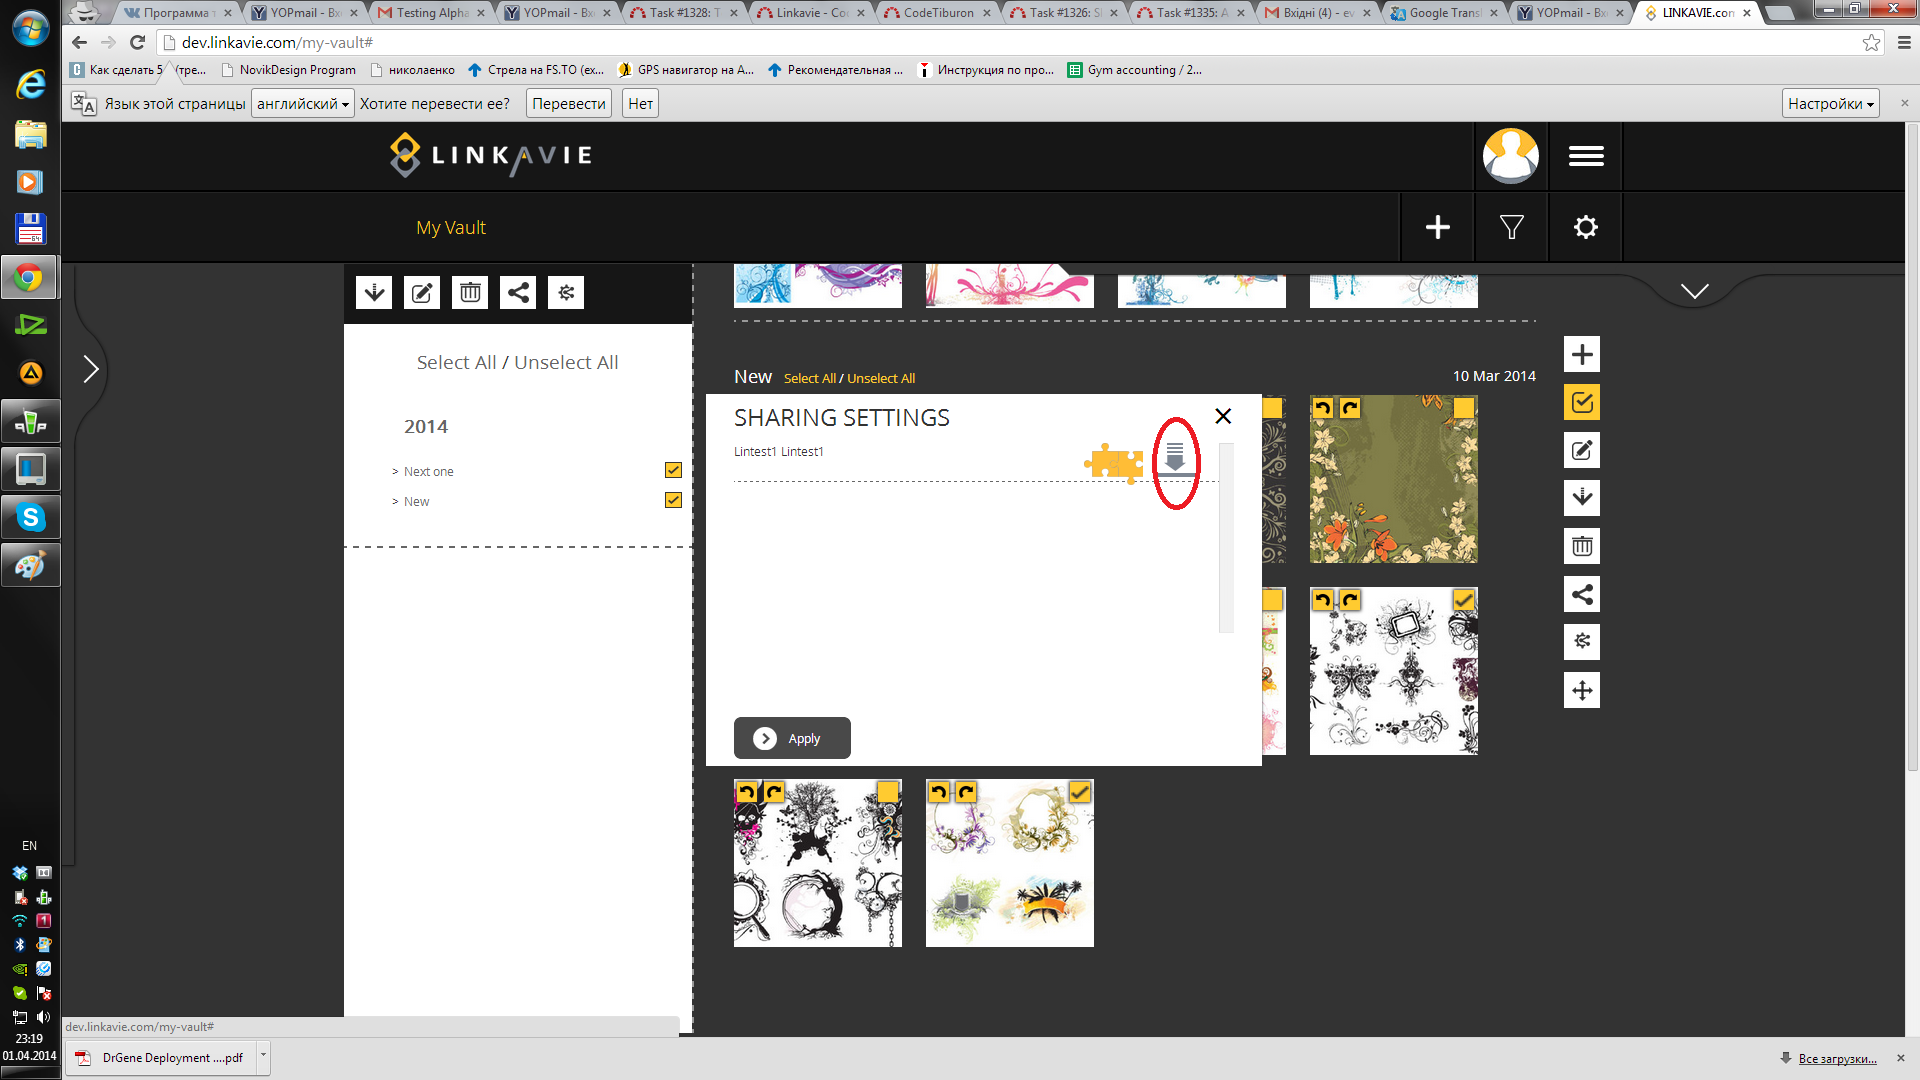 Программа т
YOPmail - Вх
Testing Alpha
YOPmail - Вх
Task #1328: T
Linkavie - Co
CodeTiburon
Task #1326: S
Task #1335: A
Вхідні (4) - ev
Google Transl
YOPmail - Вх
LINKAVIE.com
dev.linkavie.com/my-vault#
Как сделать 5
(тре...
NovikDesign Program
николаенко
Стрела на FS.TO (ex...
GPS навигатор на А...
Рекомендательная ...
Инструкция по про...
Gym accounting / 2...
Язык этой страницы
английский
Хотите перевести ее?
Перевести
Нет
Настройки
LINKAVIE
My Vault
Select All / Unselect All
2014
> Next one
> New
New Select All / Unselect All
10 Mar 2014
SHARING SETTINGS
Lintest1 Lintest1
Apply
EN
23:19
01.04.2014
dev.linkavie.com/my-vault#
DrGene Deployment ....pdf
Все загрузки...